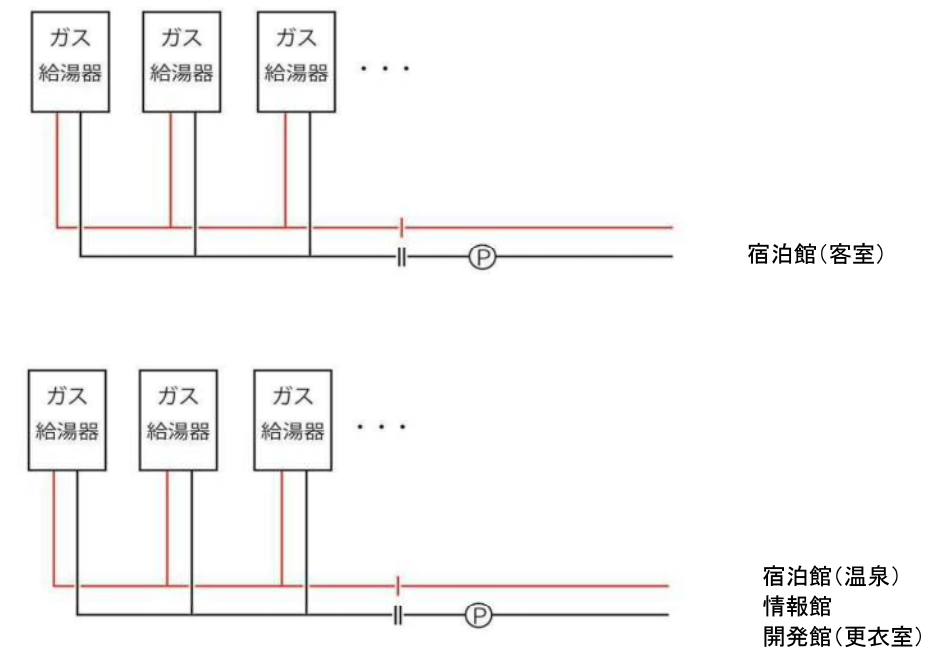 ガス
給湯器
ガス
給湯器
ガス
給湯器
・・・
P
宿泊館(客室)
ガス
給湯器
ガス
給湯器
ガス
給湯器
・・・
P
宿泊館(温泉)
情報館
開発館(更衣室)